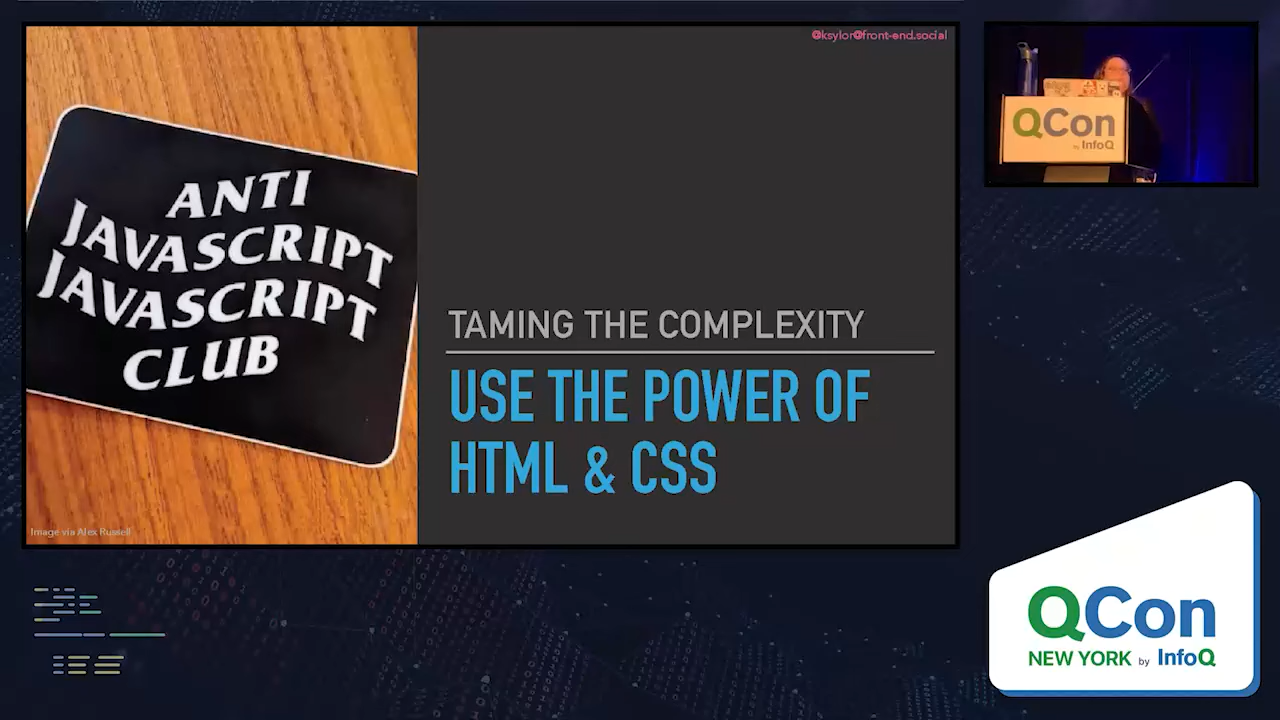 @ksylor@front-end.social
ANTI
JAVASCRIPT
JAVASCRIPT
CLUB
TAMING THE COMPLEXITY
USE THE POWER OF
HTML & CSS
Image via Alex Russell
QCon
by InfoQ
QCon
NEW YORK by InfoQ